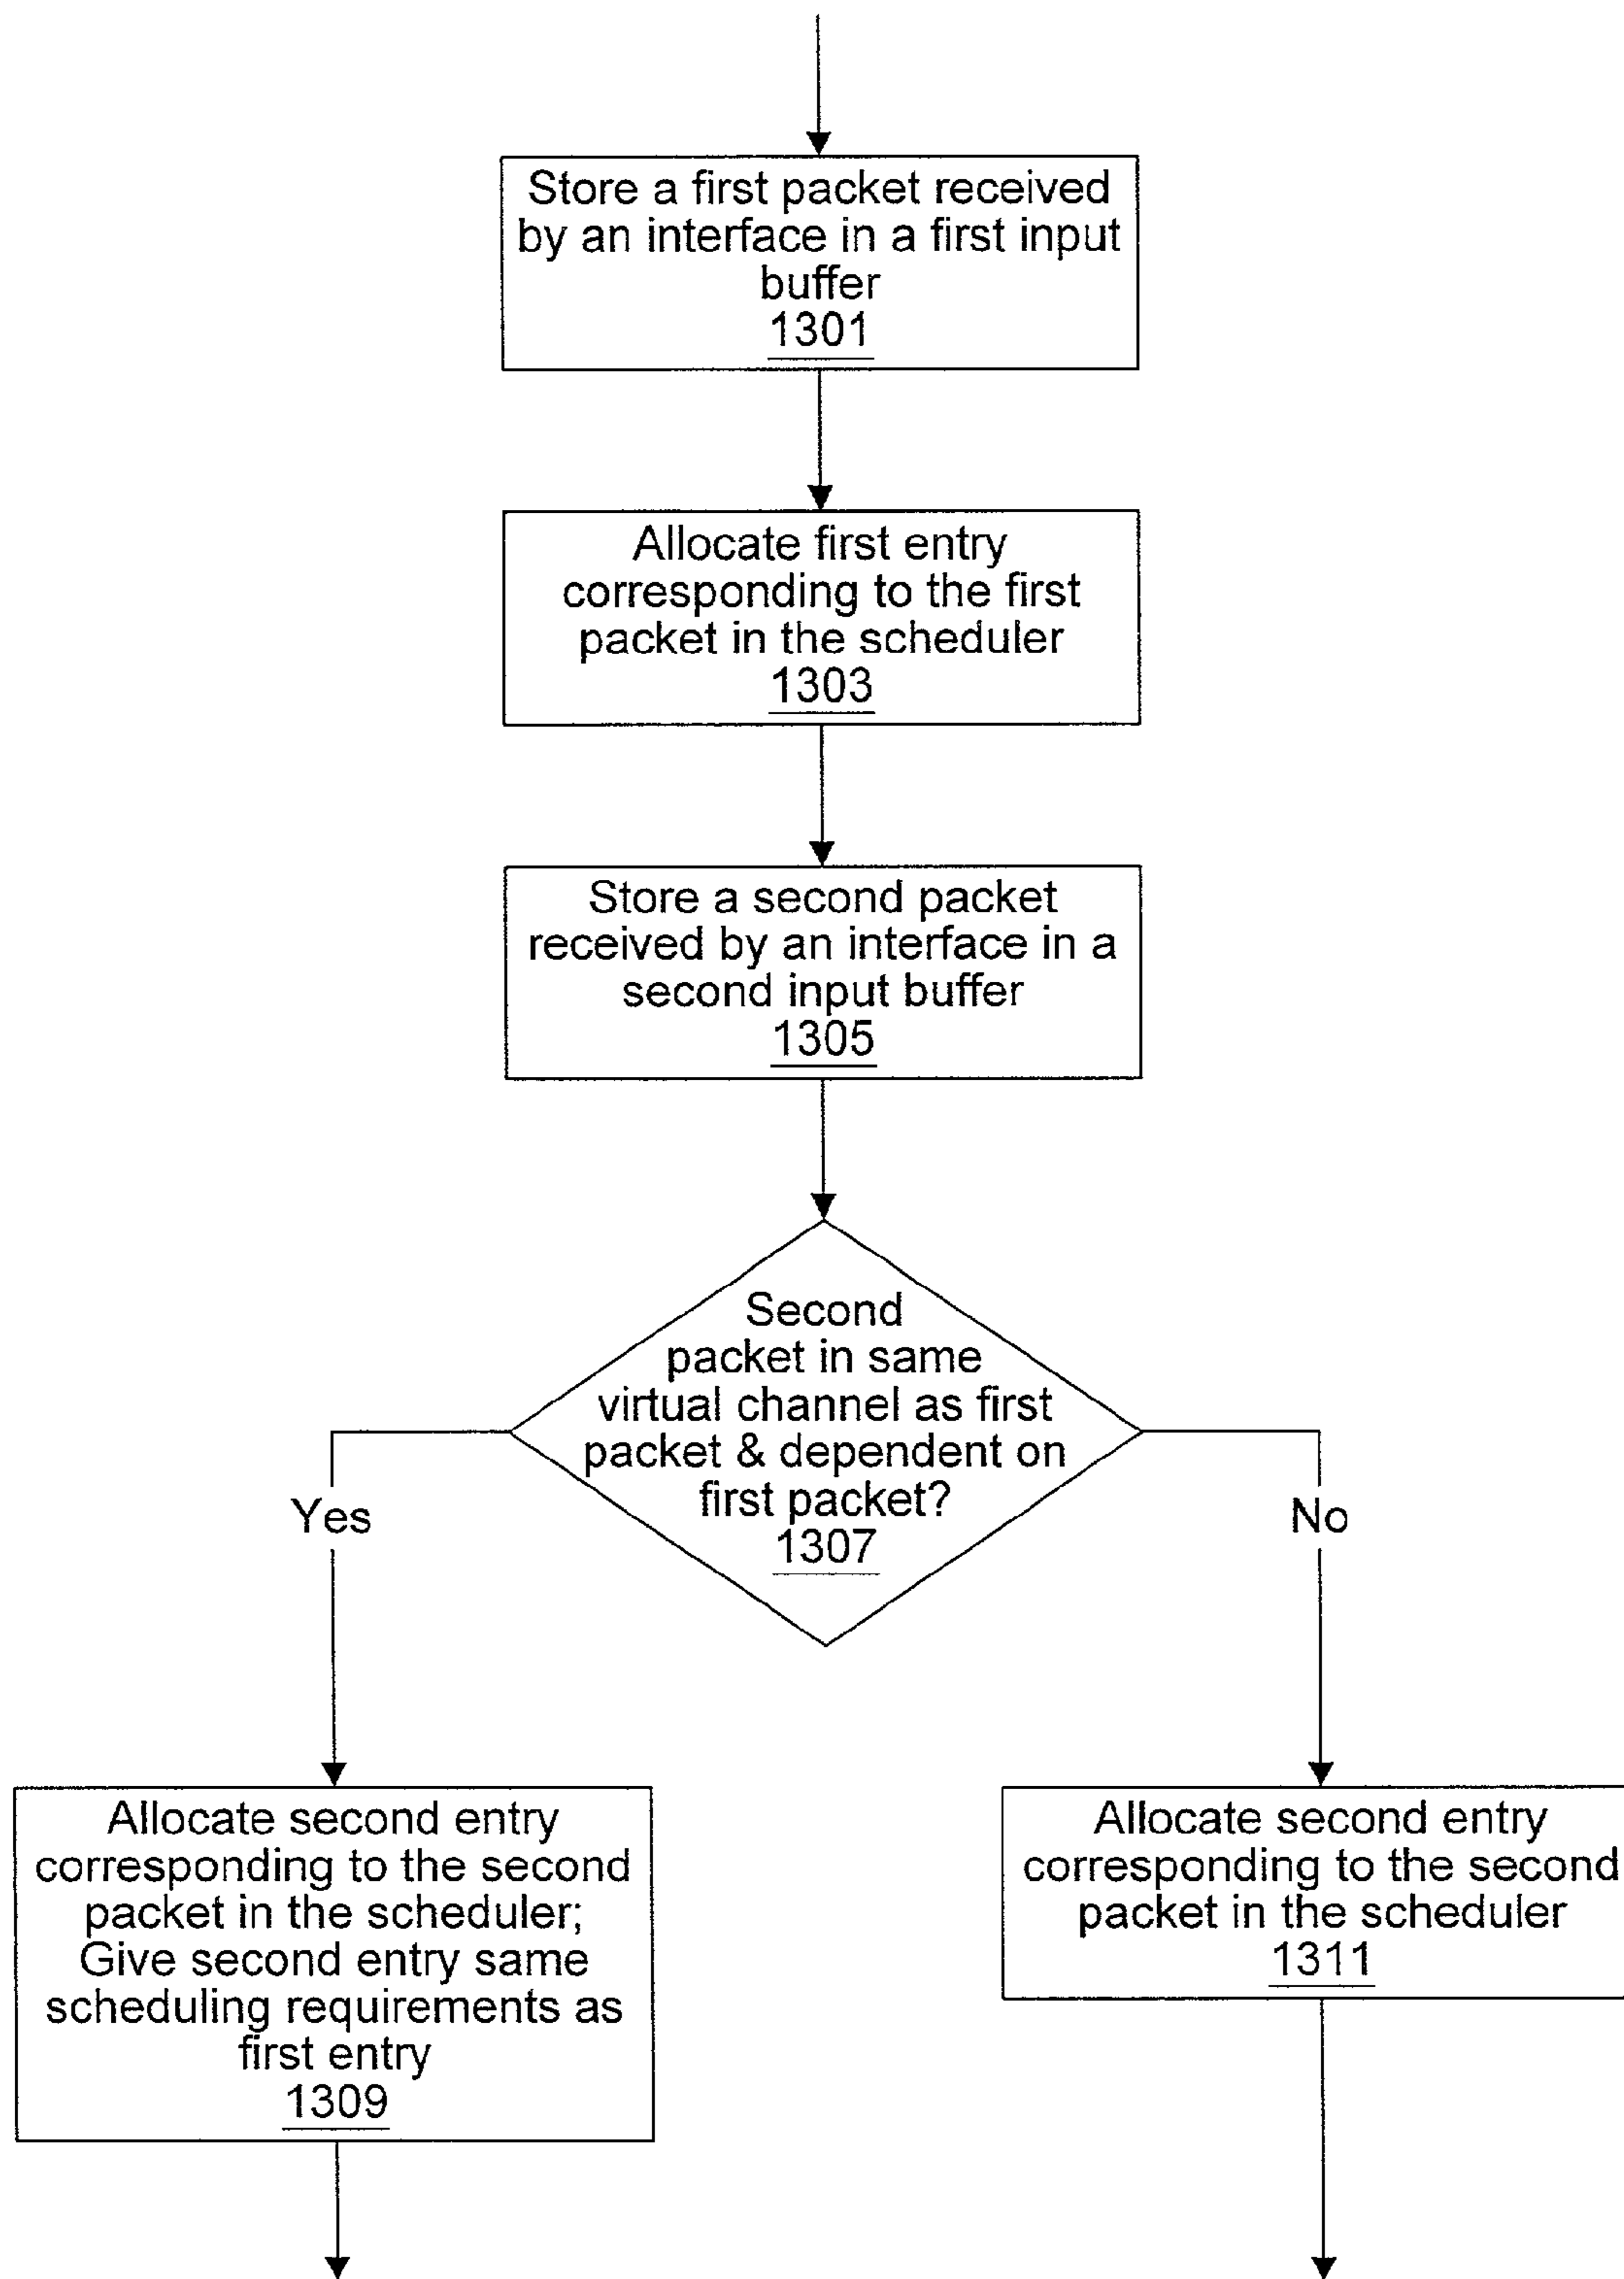 Store a first packet received
by an interface in a first input
buffer
1301
Allocate first entry
corresponding to the first
packet in the scheduler
1303
Store a second packet
received by an interface in a
second input buffer
1305
Second
packet in same
virtual channel as first
packet & dependent on
first packet?
1307
Yes
No
Allocate second entry
corresponding to the second
packet in the scheduler;
Give second entry same
scheduling requirements as
first entry
1309
Allocate second entry
corresponding to the second
packet in the scheduler
1311